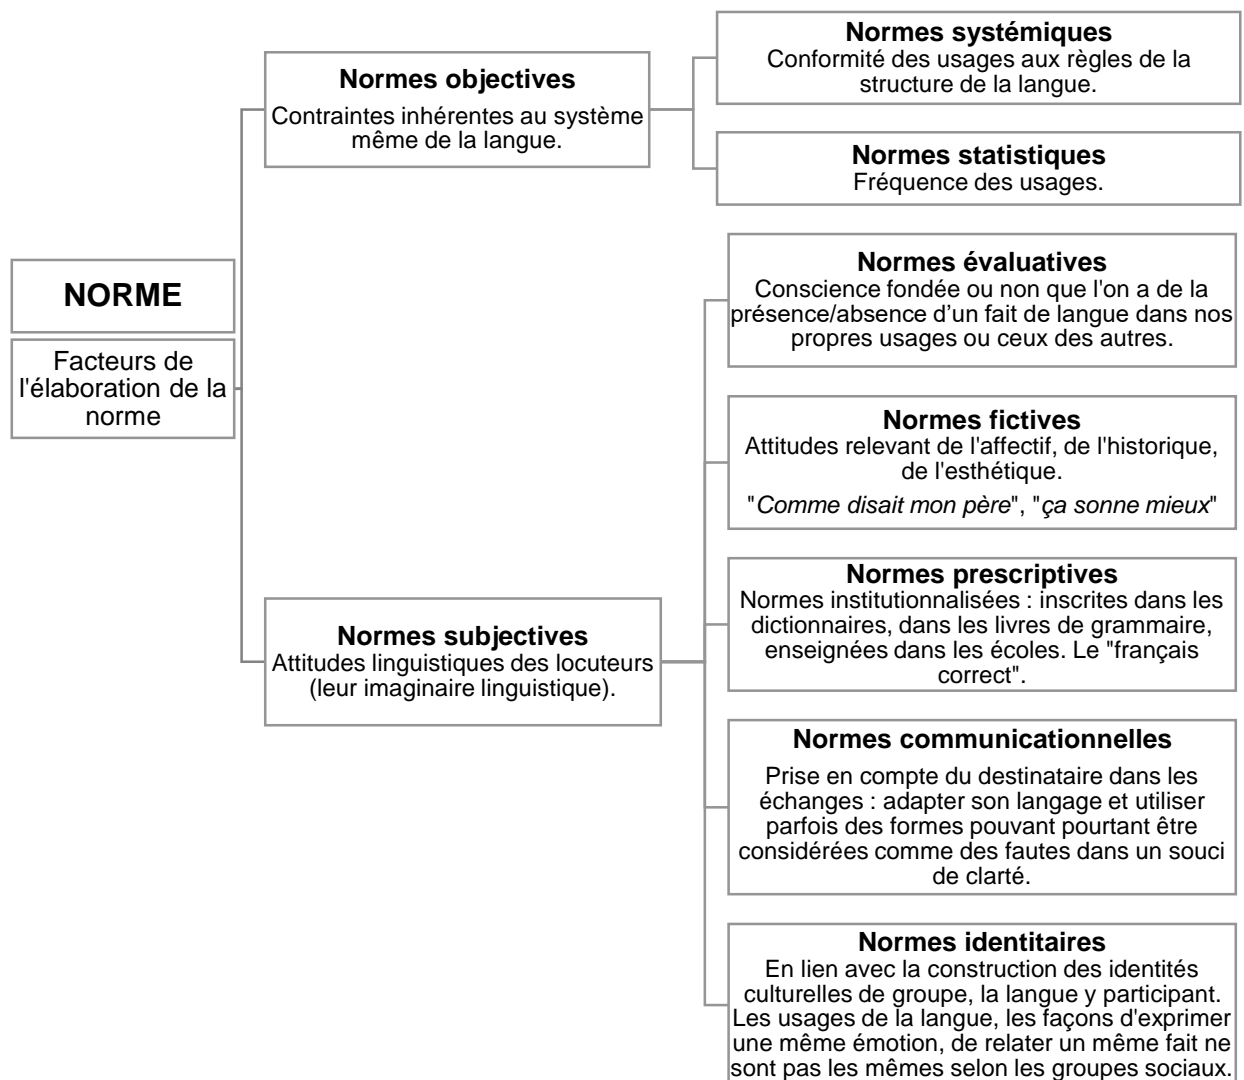 NORME
Facteurs de
l'élaboration de la
norme
Normes objectives
Contraintes inhérentes au système
même de la langue.
Normes systémiques
Conformité des usages aux règles de la
structure de la langue.
Normes statistiques
Fréquence des usages.
Normes subjectives
Attitudes linguistiques des locuteurs
(leur imaginaire linguistique).
Normes évaluatives
Conscience fondée ou non que l'on a de la
présence/absence d’un fait de langue dans nos
propres usages ou ceux des autres.
Normes fictives
Attitudes relevant de l'affectif, de l'historique,
de l'esthétique.
"Comme disait mon père", "ça sonne mieux"
Normes prescriptives
Normes institutionnalisées : inscrites dans les
dictionnaires, dans les livres de grammaire,
enseignées dans les écoles. Le "français
correct".
Normes communicationnelles
Prise en compte du destinataire dans les
échanges : adapter son langage et utiliser
parfois des formes pouvant pourtant être
considérées comme des fautes dans un souci
de clarté.
Normes identitaires
En lien avec la construction des identités
culturelles de groupe, la langue y participant.
Les usages de la langue, les façons d'exprimer
une même émotion, de relater un même fait ne
sont pas les mêmes selon les groupes sociaux.